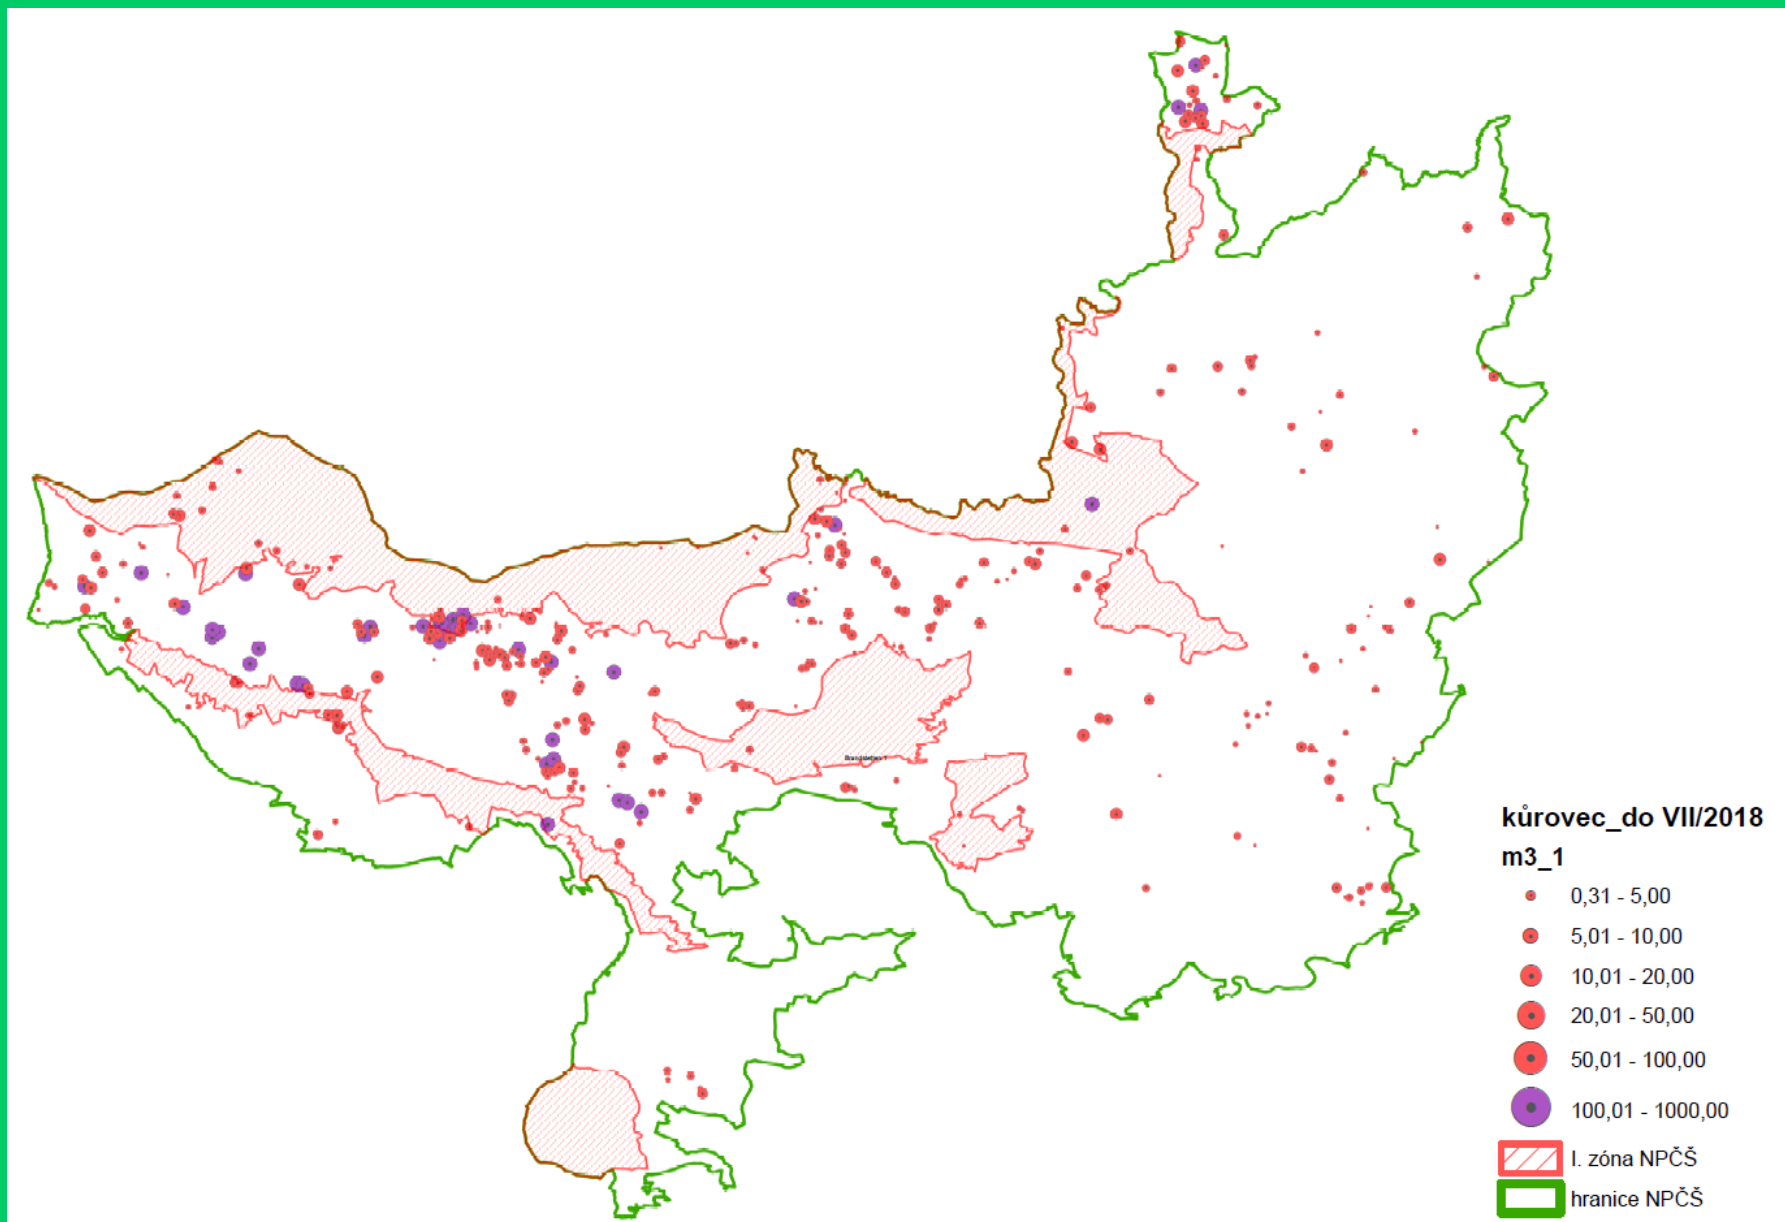 kůrovec_do VII/2018
m3_1
0,31 - 5,00
5,01 - 10,00
10,01 - 20,00
20,01 - 50,00
50,01 - 100,00
100,01 - 1000,00
I. zóna NPČŠ
hranice NPČŠ